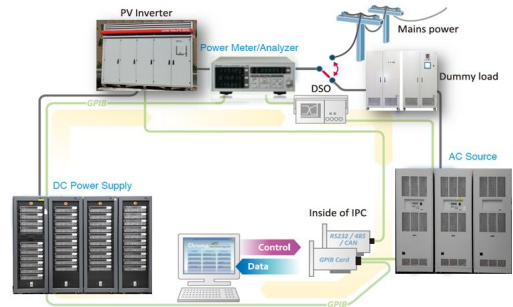 PV Inverter
Mains power
Power Meter/Analyzer
DSO
Dummy load
GPIB
DC Power Supply
AC Source
Inside of IPC
RS232 / 485
/ CAN
GPIB Card
Control
Data
Chroma
GPIB